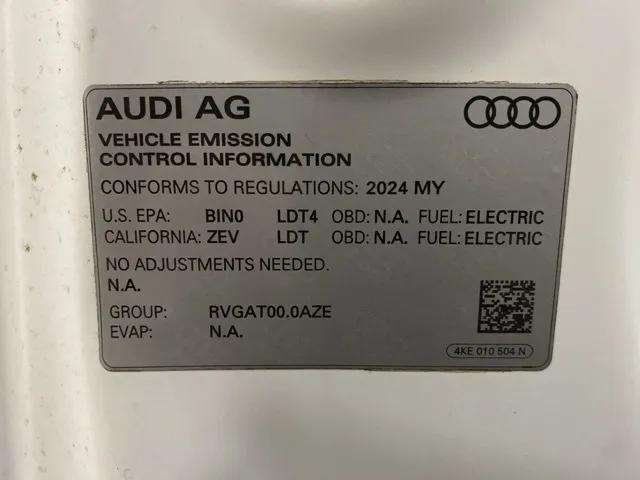 AUDI AG
VEHICLE EMISSION
CONTROL INFORMATION
CONFORMS TO REGULATIONS: 2024 MY
U.S. EPA: BIN0 LDT4 OBD: N.A. FUEL: ELECTRIC
CALIFORNIA: ZEV LDT OBD: N.A. FUEL: ELECTRIC
NO ADJUSTMENTS NEEDED.
N.A.
GROUP: RVGAT00.0AZE
EVAP: N.A.
4KE 010 504 N